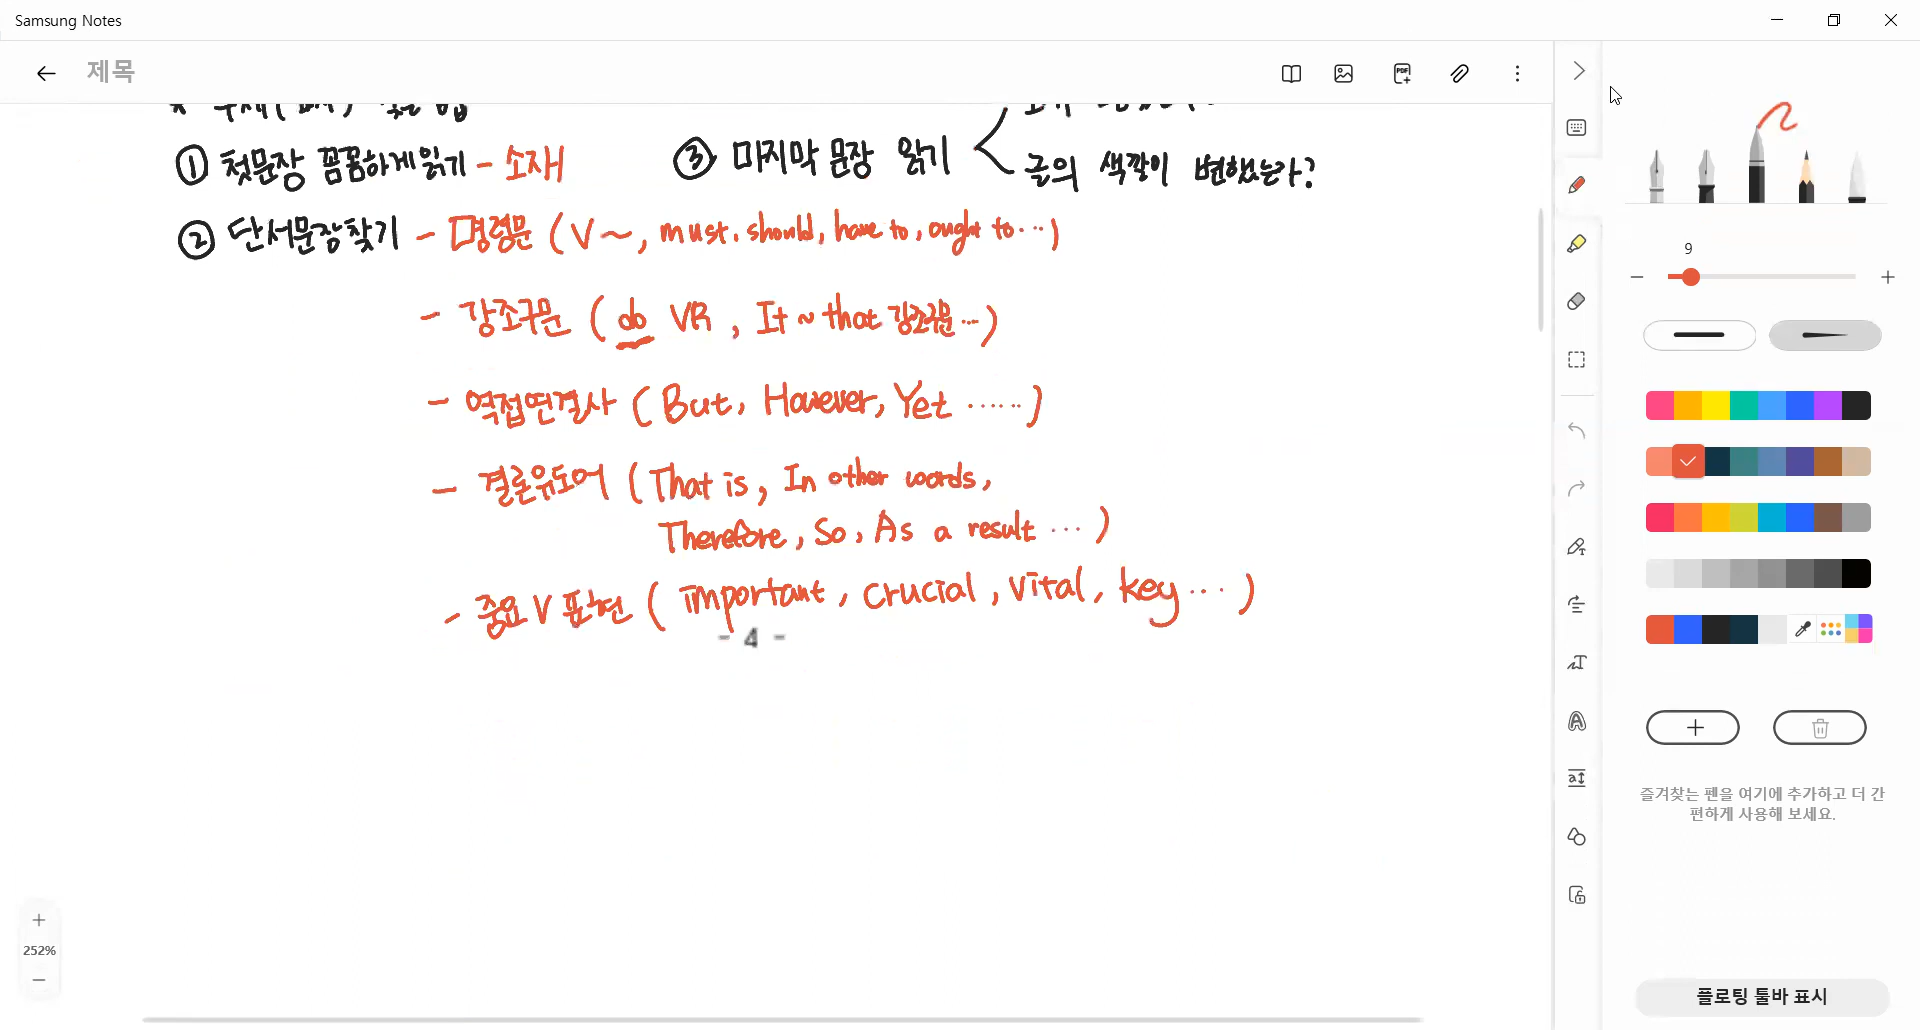 Samsung Notes
제목
① 첫문장 꼼꼼하게읽기 - 소재
③ 마지막 문장 읽기
글의 색깔이 변했는가?
② 단서문장찾기 - 명령문 (V~, must, should, have to, ought to...)
- 강조구문 (do VR, It ~ that 강조구문...)
- 역접연결사 (But, However, Yet ......)
- 결론유도어 (That is, In other words,
Therefore, So, As a result ...)
- 중요V표현 (important, crucial, vital, key...)
- 4 -
252%
PDF
9
즐겨찾는 펜을 여기에 추가하고 더 간
편하게 사용해 보세요.
플로팅 툴바 표시